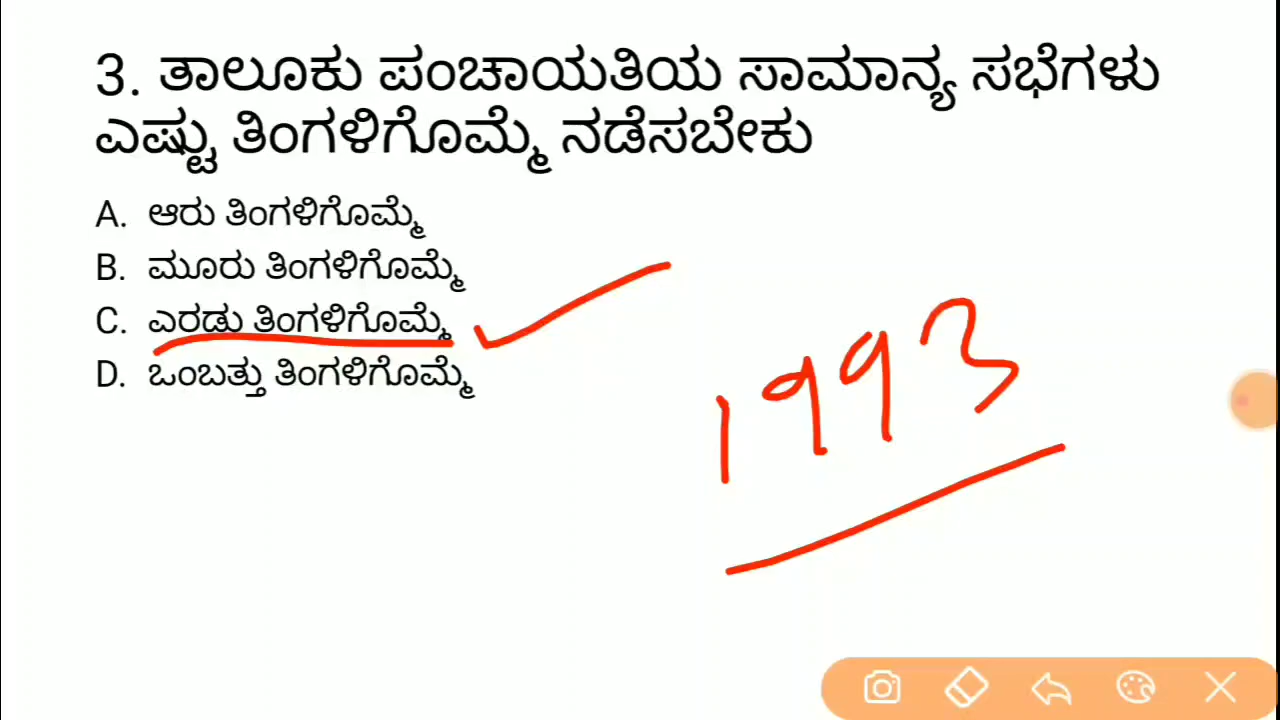 3. ತಾಲೂಕು ಪಂಚಾಯತಿಯ ಸಾಮಾನ್ಯ ಸಭೆಗಳು
ಎಷ್ಟು ತಿಂಗಳಿಗೊಮ್ಮೆ ನಡೆಸಬೇಕು
A. ಆರು ತಿಂಗಳಿಗೊಮ್ಮೆ
B. ಮೂರು ತಿಂಗಳಿಗೊಮ್ಮೆ
C. ಎರಡು ತಿಂಗಳಿಗೊಮ್ಮೆ
D. ಒಂಬತ್ತು ತಿಂಗಳಿಗೊಮ್ಮೆ
1993